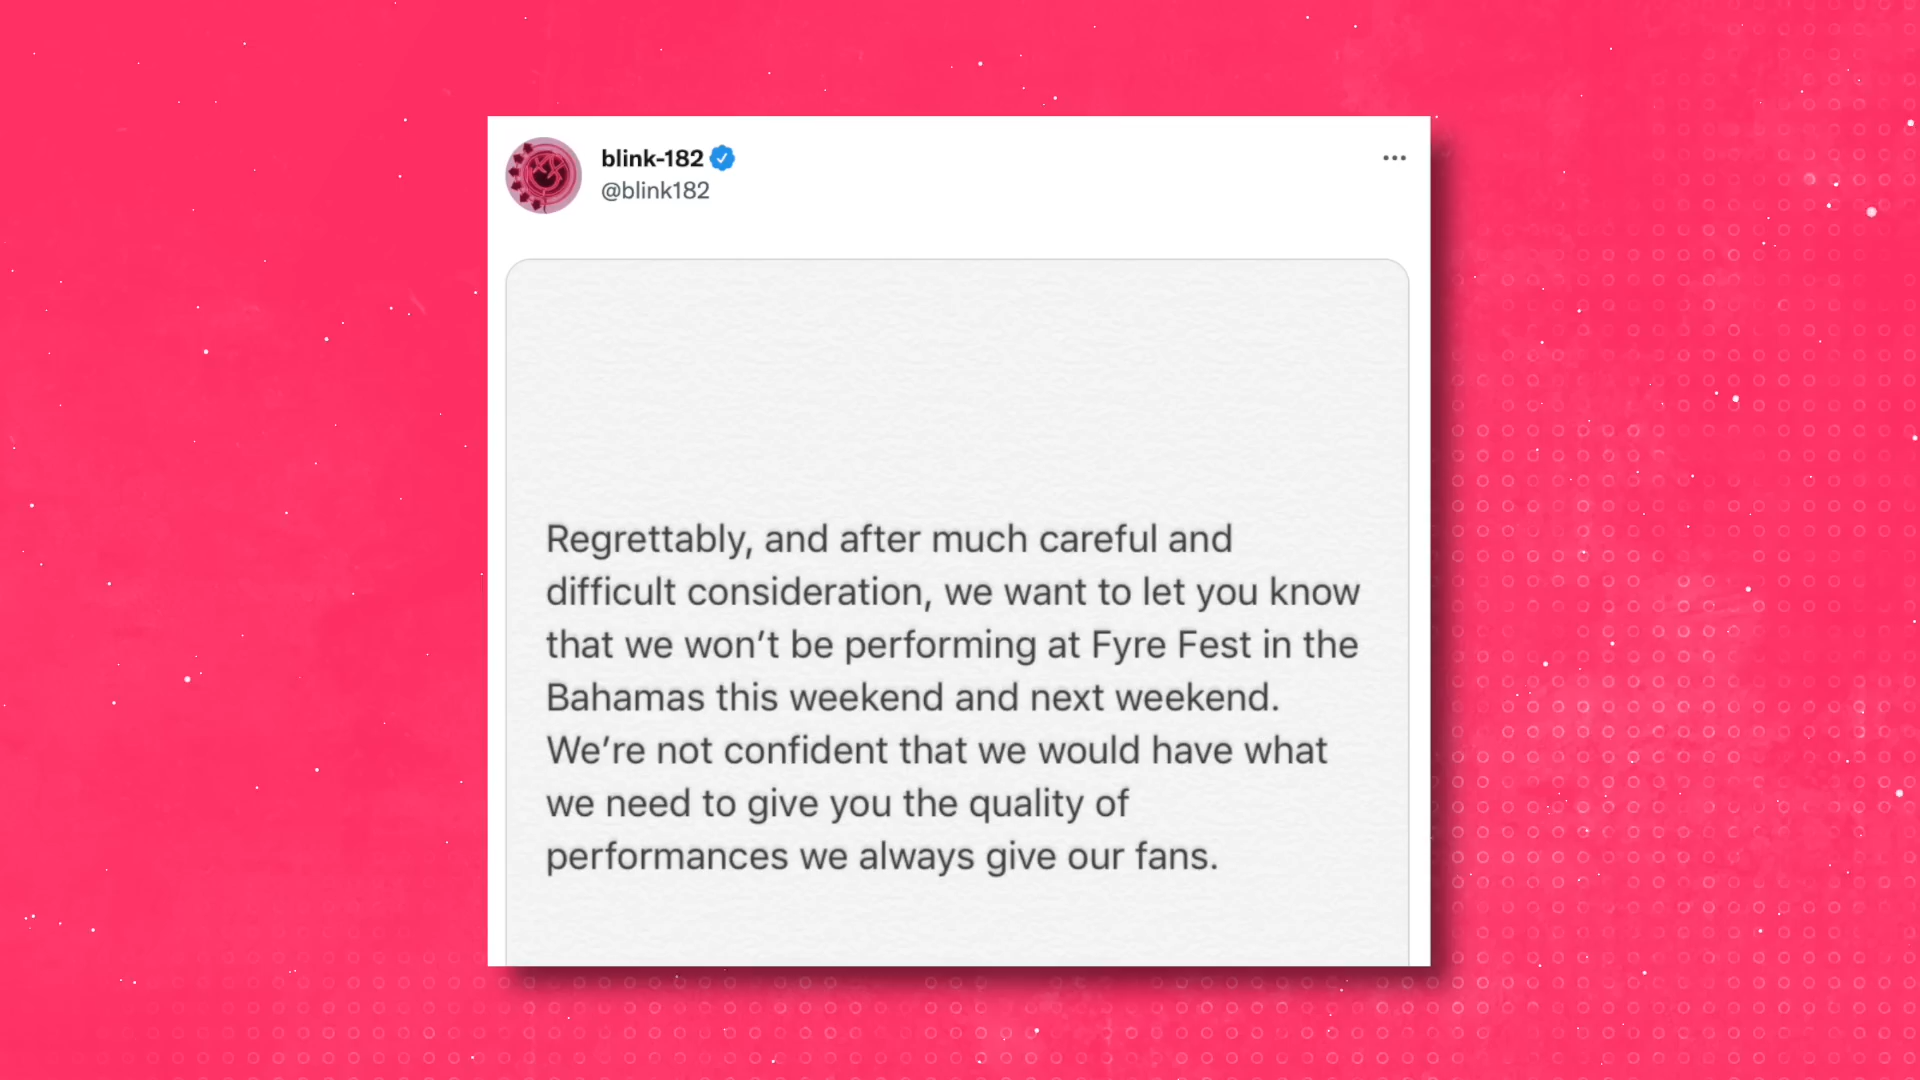 blink-182
@blink182
Regrettably, and after much careful and
difficult consideration, we want to let you know
that we won’t be performing at Fyre Fest in the
Bahamas this weekend and next weekend.
We’re not confident that we would have what
we need to give you the quality of
performances we always give our fans.